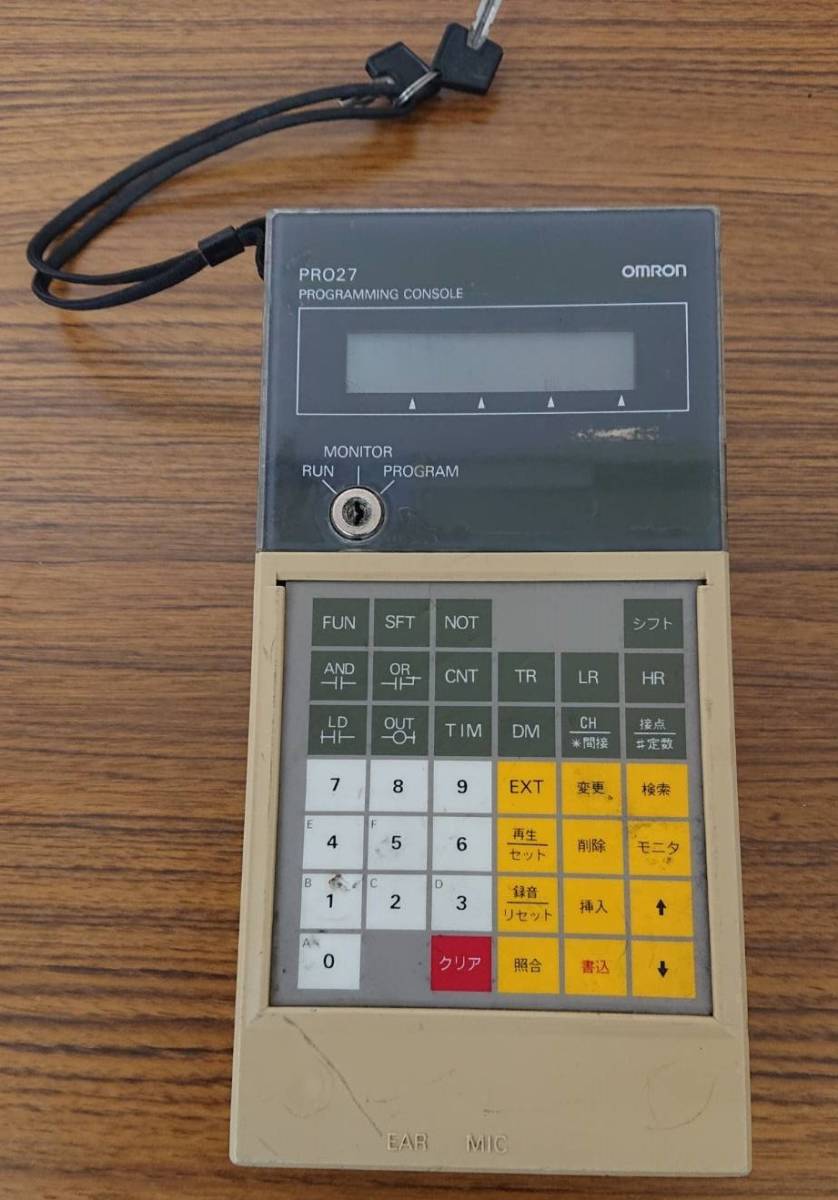 PRO27
OMRON
PROGRAMMING CONSOLE
MONITOR
RUN
PROGRAM
FUN
SFT
NOT
シフト
AND
OR
CNT
TR
LR
HR
LD
OUT
TIM
DM
CH
*間接
接点
#定数
7
8
9
EXT
変更
検索
E
4
F
5
6
再生
セット
削除
モニタ
B
1
C
2
D
3
録音
リセット
挿入
↑
A
0
クリア
照合
書込
↓
EAR
MIC